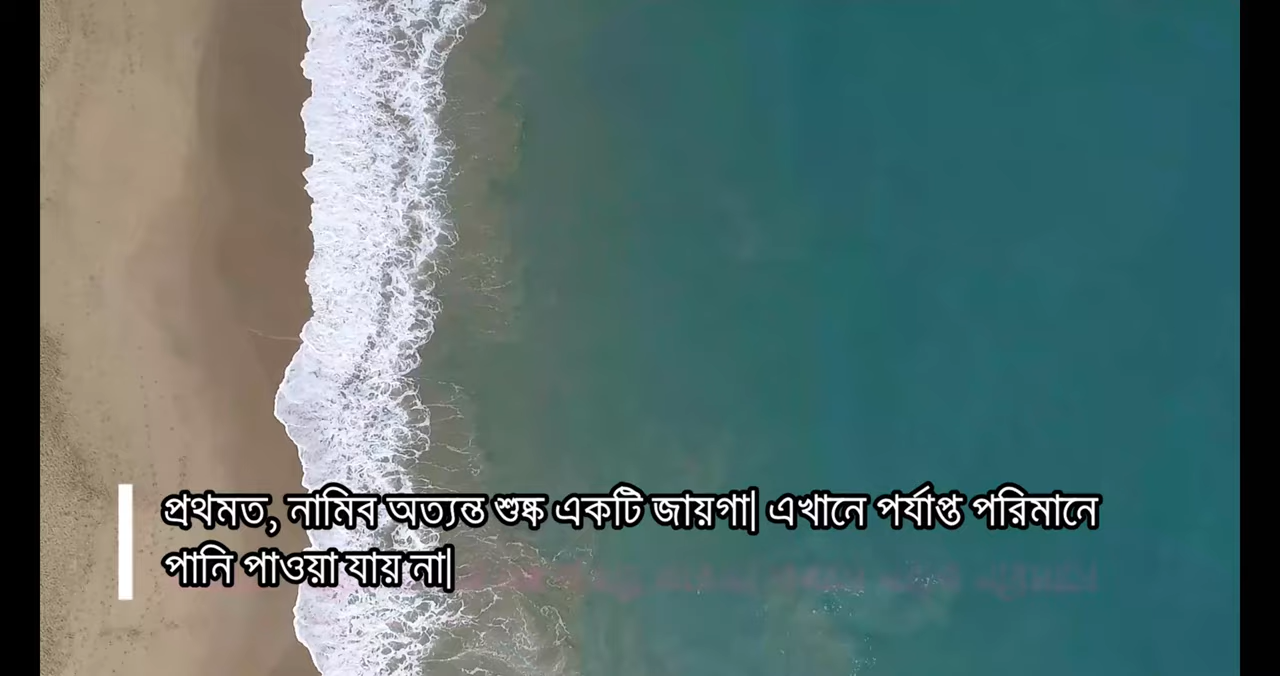 প্রথমত, নামিব অত্যন্ত শুষ্ক একটি জায়গা| এখানে পর্যাপ্ত পরিমানে
পানি পাওয়া যায় না|